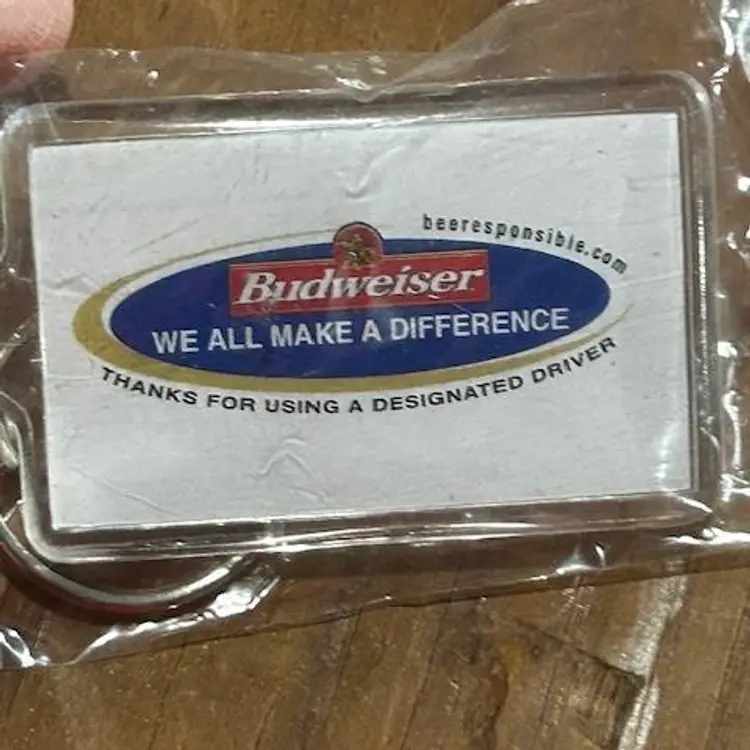 beeresponsible.com
Budweiser
WE ALL MAKE A DIFFERENCE
THANKS FOR USING A DESIGNATED DRIVER